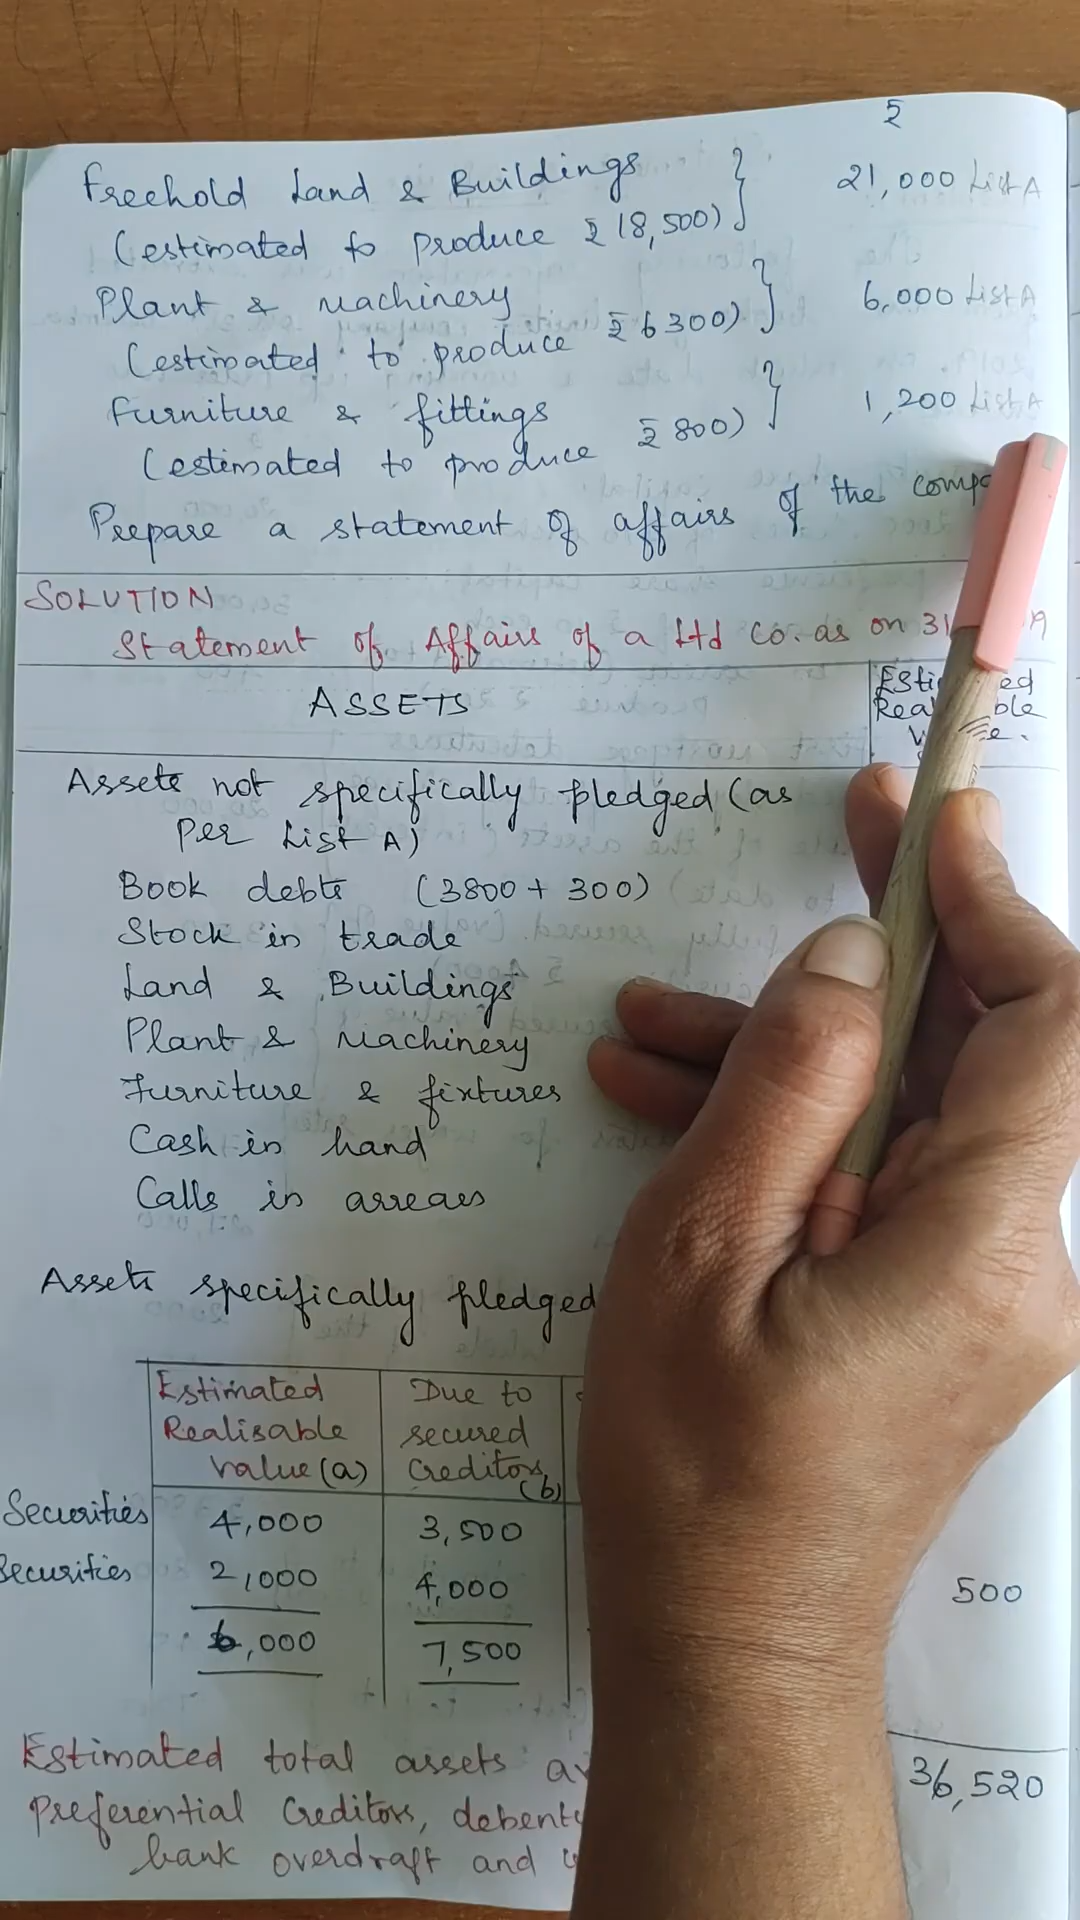 ₹
Freehold Land & Buildings } 21,000 List A
(estimated to produce ₹ 18,500)
Plant & Machinery } 6,000 List A
(estimated to produce ₹ 6300)
Furniture & fittings } 1,200 List A
(estimated to produce ₹ 800)
Prepare a statement of affairs of the comp
SOLUTION
Statement of Affairs of a Ltd Co. as on 31
ASSETS
Assets not specifically pledged (as
per List A)
Book debts (3800 + 300)
Stock in trade
Land & Buildings
Plant & Machinery
Furniture & fixtures
Cash in hand
Calls in arrears
Assets specifically pledged
Estimated Due to
Realisable secured
value (a) Creditors (b)
Securities 4,000 3,500
Securities 2,000 4,000 500
6,000 7,500
Estimated total assets 36,520
Preferential Creditors,
bank overdraft and